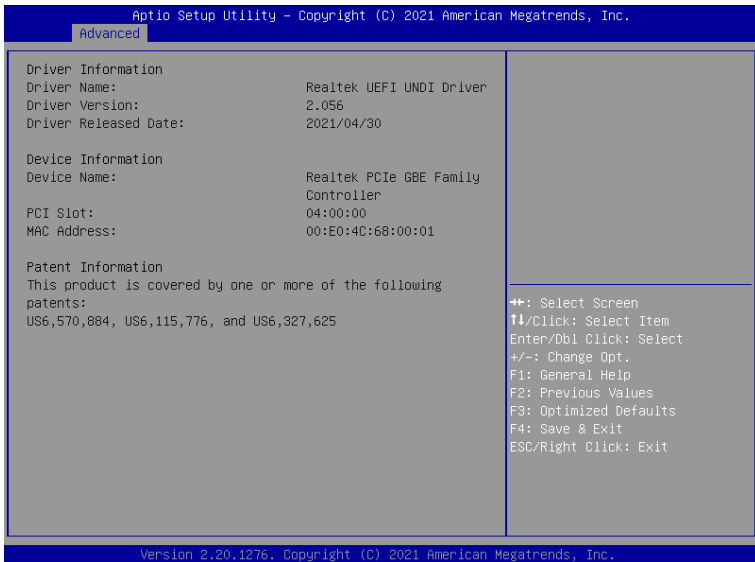 Aptio Setup Utility – Copyright (C) 2021 American Megatrends, Inc.
Advanced
Driver Information
Driver Name: Realtek UEFI UNDI Driver
Driver Version: 2.056
Driver Released Date: 2021/04/30
Device Information
Device Name: Realtek PCIe GBE Family
Controller
PCI Slot: 04:00:00
MAC Address: 00:E0:4C:68:00:01
Patent Information
This product is covered by one or more of the following
patents:
US6,570,884, US6,115,776, and US6,327,625
→←: Select Screen
↑↓/Click: Select Item
Enter/Dbl Click: Select
+/-: Change Opt.
F1: General Help
F2: Previous Values
F3: Optimized Defaults
F4: Save & Exit
ESC/Right Click: Exit
Version 2.20.1276. Copyright (C) 2021 American Megatrends, Inc.